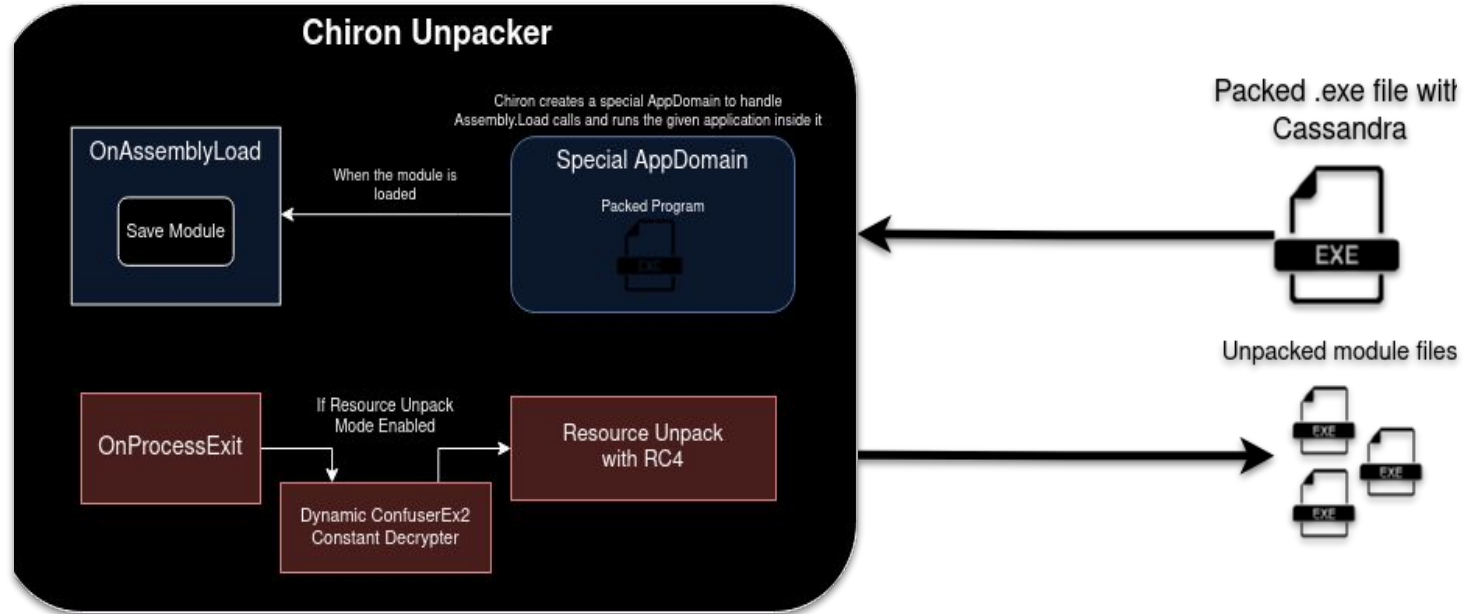 Chiron Unpacker
Chiron creates a special AppDomain to handle
Assembly.Load calls and runs the given application inside it
OnAssemblyLoad
Save Module
When the module is
loaded
Special AppDomain
Packed Program
EXE
Packed .exe file with
Cassandra
EXE
OnProcessExit
If Resource Unpack
Mode Enabled
Dynamic ConfuserEx2
Constant Decrypter
Resource Unpack
with RC4
Unpacked module files
EXE
EXE
EXE